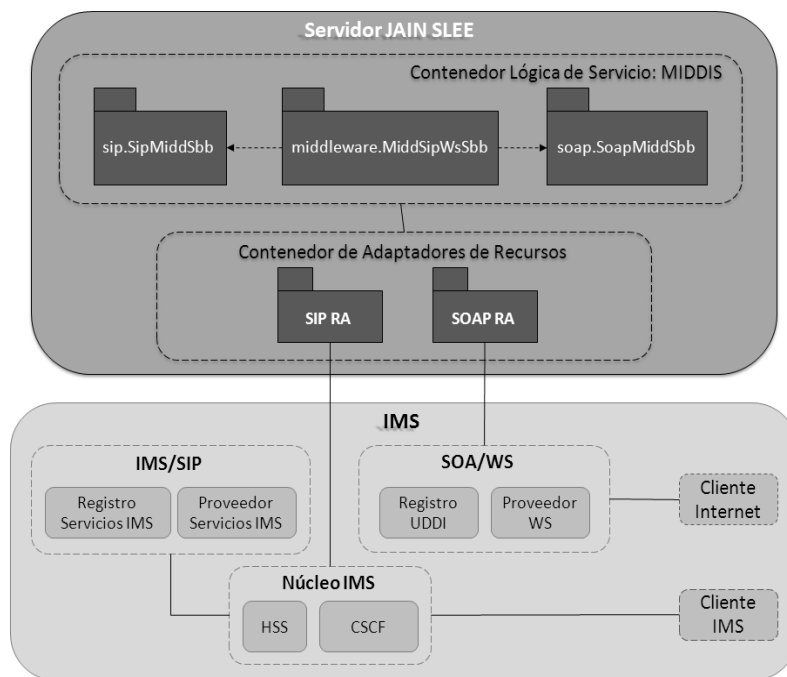 Servidor JAIN SLEE
Contenedor Lógica de Servicio: MIDDIS
sip.SipMiddSbb
middleware.MiddSipWsSbb
soap.SoapMiddSbb
Contenedor de Adaptadores de Recursos
SIP RA
SOAP RA
IMS
IMS/SIP
Registro
Servicios IMS
Proveedor
Servicios IMS
SOA/WS
Registro
UDDI
Proveedor
WS
Cliente
Internet
Núcleo IMS
HSS
CSCF
Cliente
IMS